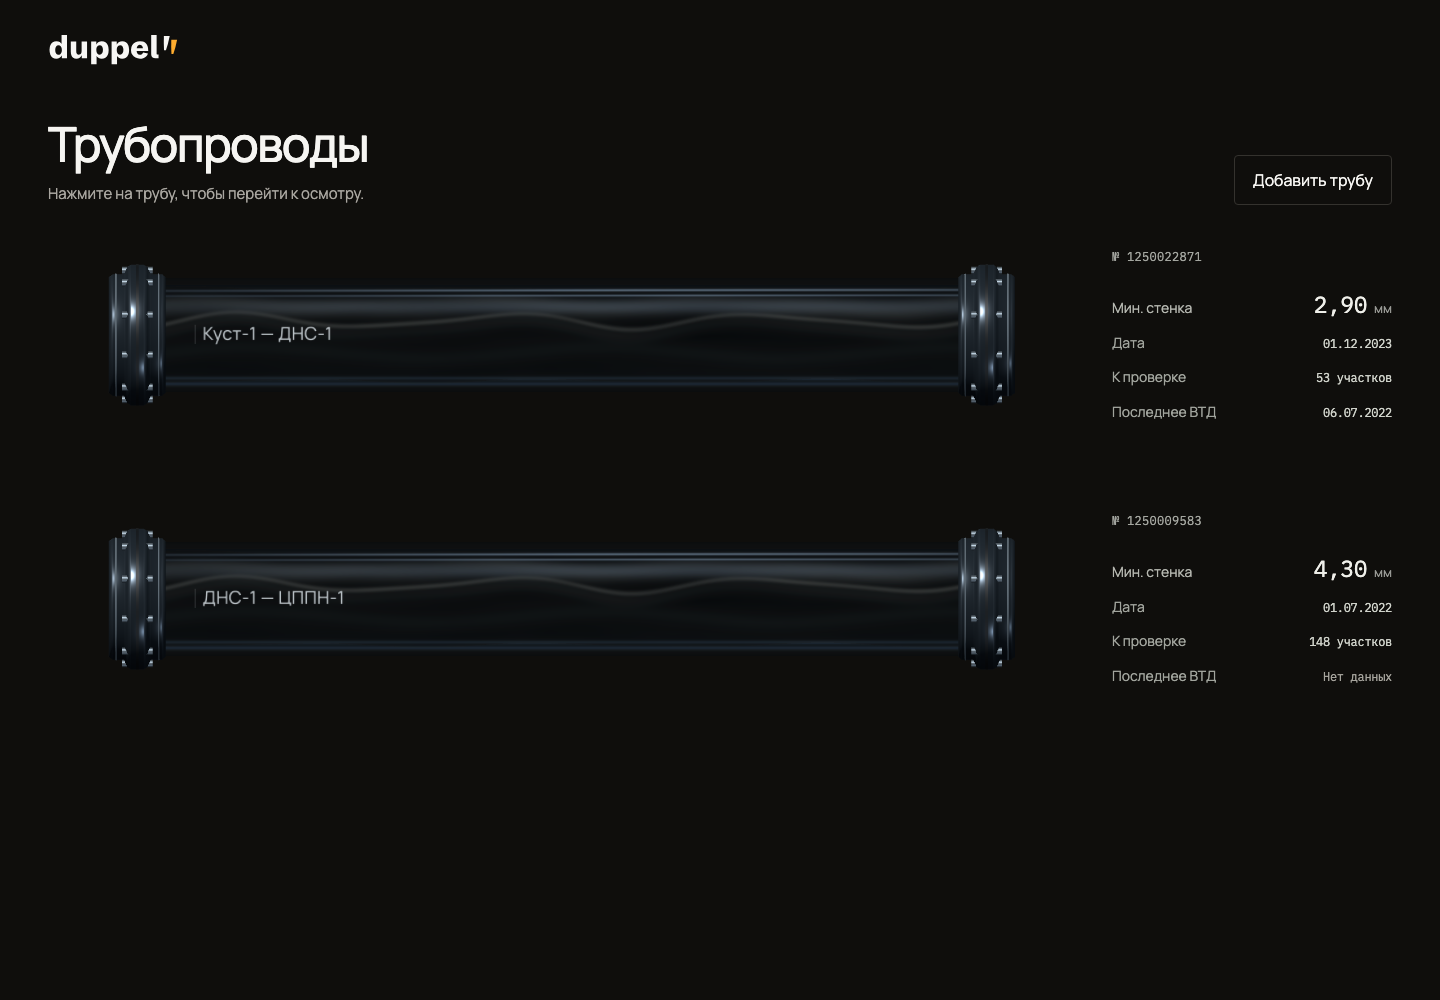 duppel
Трубопроводы
Нажмите на трубу, чтобы перейти к осмотру.
Добавить трубу
Куст-1 — ДНС-1
№ 1250022871
Мин. стенка 2,90 мм
Дата 01.12.2023
К проверке 53 участков
Последнее ВТД 06.07.2022
ДНС-1 — ЦППН-1
№ 1250009583
Мин. стенка 4,30 мм
Дата 01.07.2022
К проверке 148 участков
Последнее ВТД Нет данных